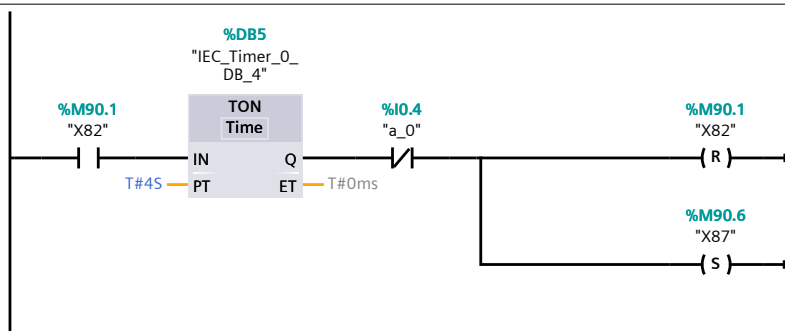 %DB5
"IEC_Timer_0_
DB_4"
TON
Time
%M90.1
"X82"
IN
Q
T#4S
PT
ET
T#0ms
%I0.4
"a_0"
%M90.1
"X82"
R
%M90.6
"X87"
S